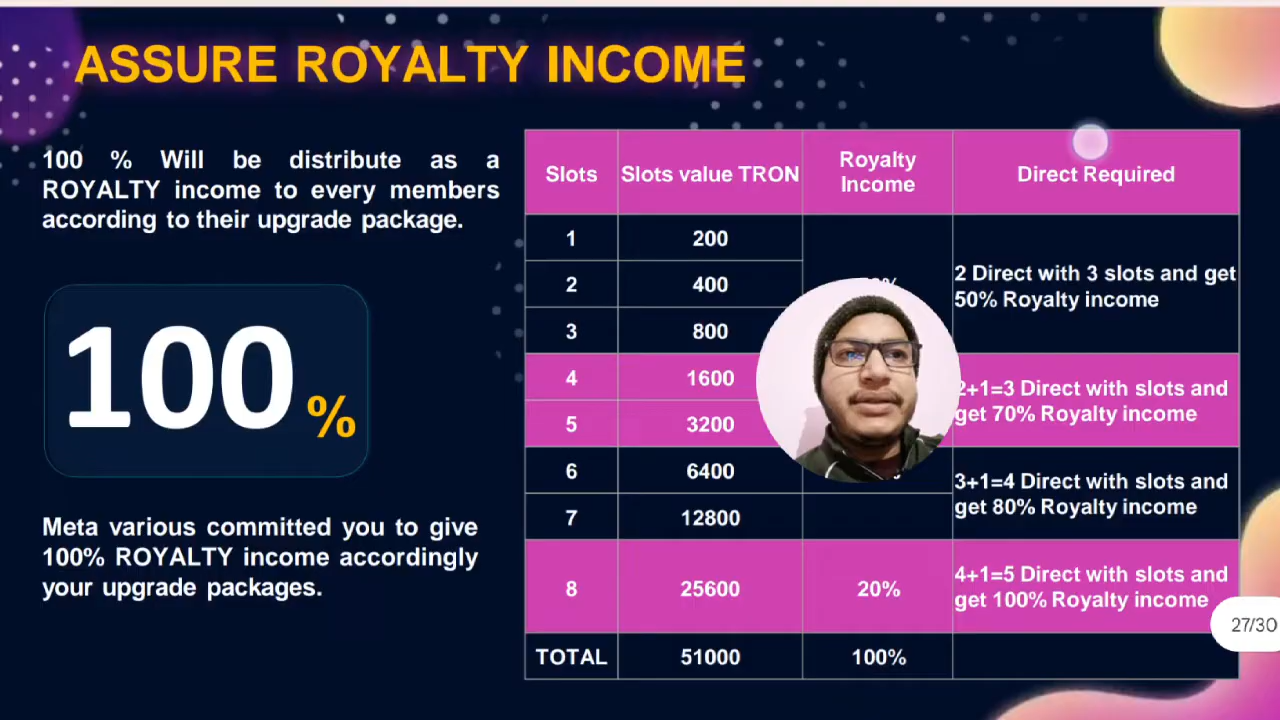 ASSURE ROYALTY INCOME
100 % Will be distribute as a
ROYALTY income to every members
according to their upgrade package.
100 %
Meta various committed you to give
100% ROYALTY income accordingly
your upgrade packages.
Slots Slots value TRON Royalty Income Direct Required
1 200
2 400
3 800
2 Direct with 3 slots and get
50% Royalty income
4 1600
5 3200
2+1=3 Direct with slots and
get 70% Royalty income
6 6400
7 12800
3+1=4 Direct with slots and
get 80% Royalty income
8 25600 20%
4+1=5 Direct with slots and
get 100% Royalty income
TOTAL 51000 100%
27/30